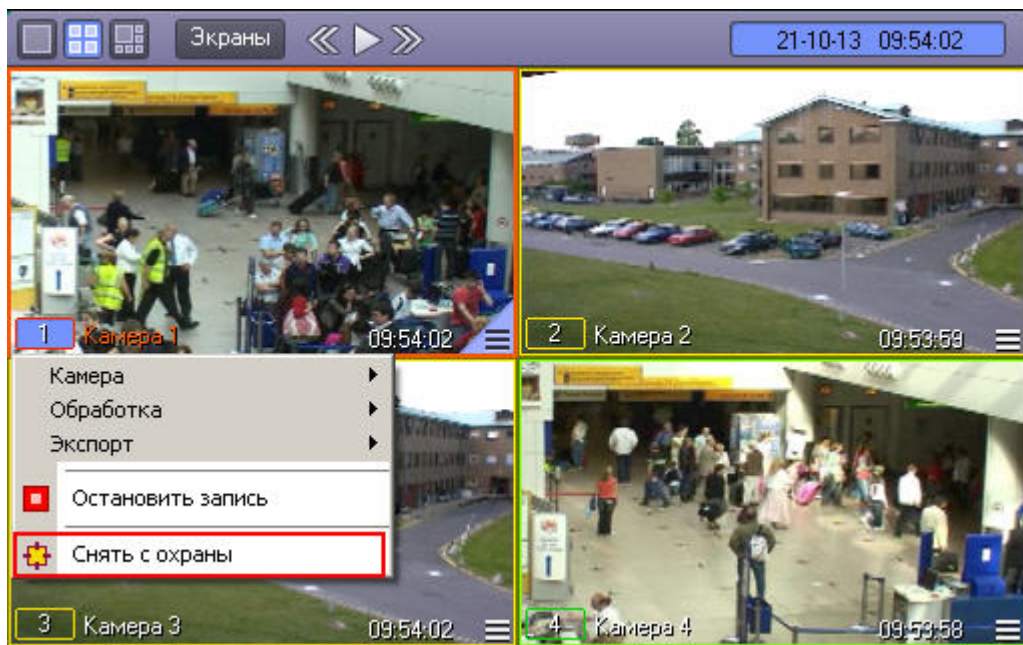 Экраны
21-10-13 09:54:02
1 Камера 1 09:54:02
2 Камера 2 09:53:59
Камера
Обработка
Экспорт
Остановить запись
Снять с охраны
3 Камера 3 09:54:02
4 Камера 4 09:53:58